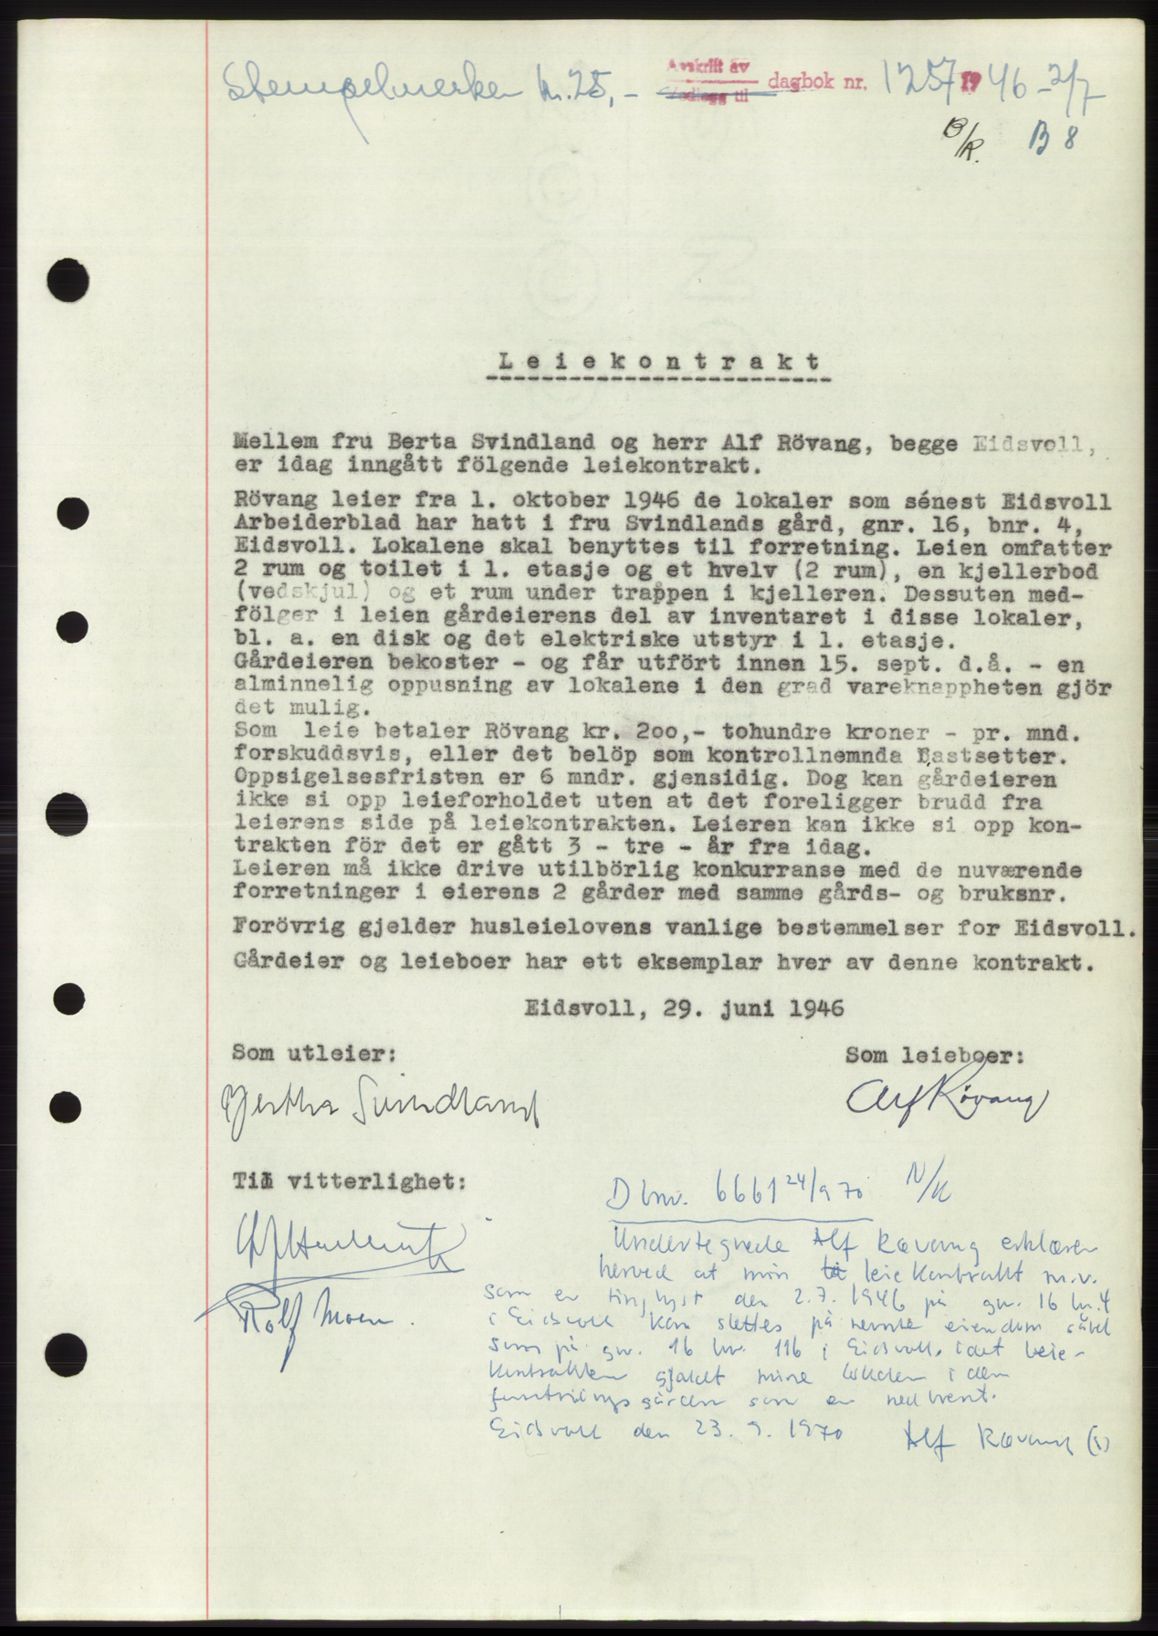 Stempelmerker kr. 25,- Avskrift av dagbok nr. 1257 1946 - 2/7
Vedlegg til
B/R. B 8
Leiekontrakt
Mellem fru Berta Svindland og herr Alf Rövang, begge Eidsvoll,
er idag inngått fölgende leiekontrakt.
Rövang leier fra 1. oktober 1946 de lokaler som sénest Eidsvoll
Arbeiderblad har hatt i fru Svindlands gård, gnr. 16, bnr. 4,
Eidsvoll. Lokalene skal benyttes til forretning. Leien omfatter
2 rum og toilet i 1. etasje og et hvelv (2 rum), en kjellerbod
(vedskjul) og et rum under trappen i kjelleren. Dessuten med-
fölger i leien gårdeierens del av inventaret i disse lokaler,
bl. a. en disk og det elektriske utstyr i 1. etasje.
Gårdeieren bekoster - og får utfört innen 15. sept. d.å. - en
alminnelig oppusning av lokalene i den grad vareknappheten gjör
det mulig.
Som leie betaler Rövang kr. 200,- tohundre kroner - pr. mnd.
forskuddsvis, eller det belöp som kontrollnemnda fastsetter.
Oppsigelsesfristen er 6 mndr. gjensidig. Dog kan gårdeieren
ikke si opp leieforholdet uten at det foreligger brudd fra
leierens side på leiekontrakten. Leieren kan ikke si opp kon-
trakten för det er gått 3 - tre - år fra idag.
Leieren må ikke drive utilbörlig konkurranse med de nuværende
forretninger i eierens 2 gårder med samme gårds- og bruksnr.
Forövrig gjelder husleielovens vanlige bestemmelser for Eidsvoll.
Gårdeier og leieboer har ett eksemplar hver av denne kontrakt.
Eidsvoll, 29. juni 1946
Som utleier: Som leieboer:
Bertha Svindland Alf Røvang
Til vitterlighet:
Dbnr. 6661 24/9 70 N/K
Rolf Moen.
Undertegnede Alf Røvang erklærer
herved at min leiekontrakt m.v.
som er tinglyst den 2.7.1946 på gnr. 16 bnr. 4
i Eidsvoll kan slettes på nevnte eiendom såvel
som på gnr. 16 bnr. 116 i Eidsvoll, idet leie-
kontrakten gjaldt mine lokaler i den
forretningsgården som er nedbrent.
Eidsvoll den 23.9.1970 Alf Røvang (s)